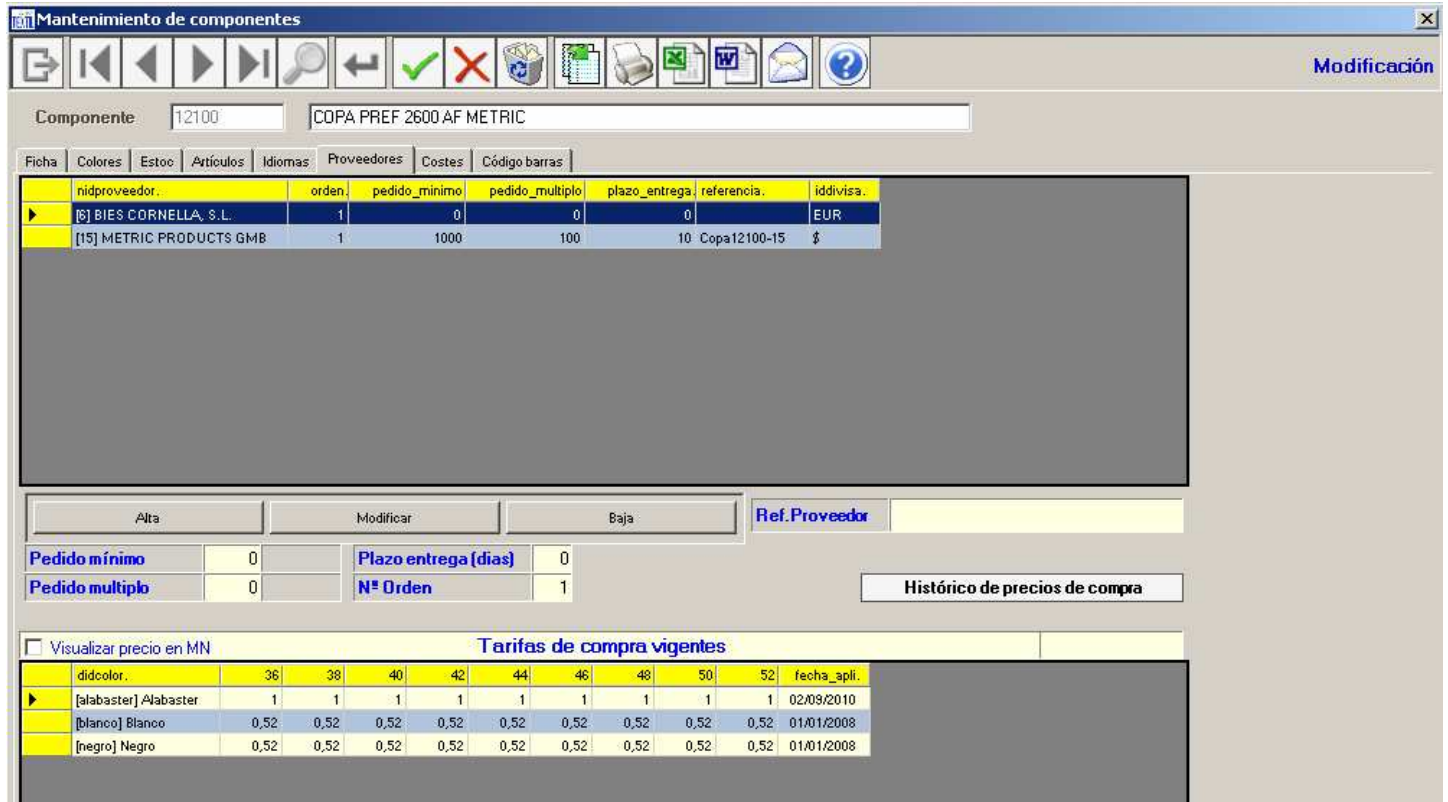 Mantenimiento de componentes
Modificación
Componente 12100 COPA PREF 2600 AF METRIC
Ficha Colores Estoc Artículos Idiomas Proveedores Costes Código barras
nidproveedor. orden. pedido_minimo pedido_multiplo plazo_entrega. referencia. iddivisa.
[6] BIES CORNELLA, S.L. 1 0 0 0 EUR
[15] METRIC PRODUCTS GMB 1 1000 100 10 Copa12100-15 $
Alta Modificar Baja Ref.Proveedor
Pedido mínimo 0 Plazo entrega (dias) 0
Pedido multiplo 0 Nº Orden 1 Histórico de precios de compra
Visualizar precio en MN Tarifas de compra vigentes
didcolor. 36 38 40 42 44 46 48 50 52 fecha_apli.
[alabaster] Alabaster 1 1 1 1 1 1 1 1 1 02/09/2010
[blanco] Blanco 0,52 0,52 0,52 0,52 0,52 0,52 0,52 0,52 0,52 01/01/2008
[negro] Negro 0,52 0,52 0,52 0,52 0,52 0,52 0,52 0,52 0,52 01/01/2008